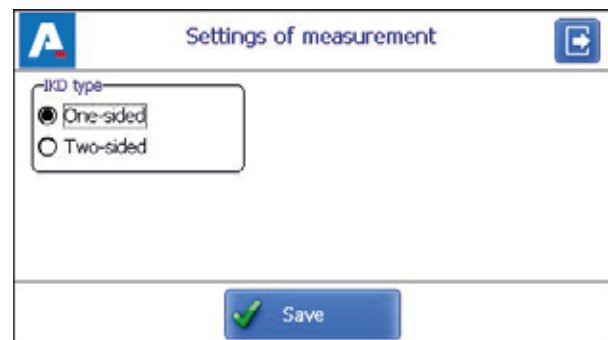 A
Settings of measurement
IKD type
One-sided
Two-sided
Save